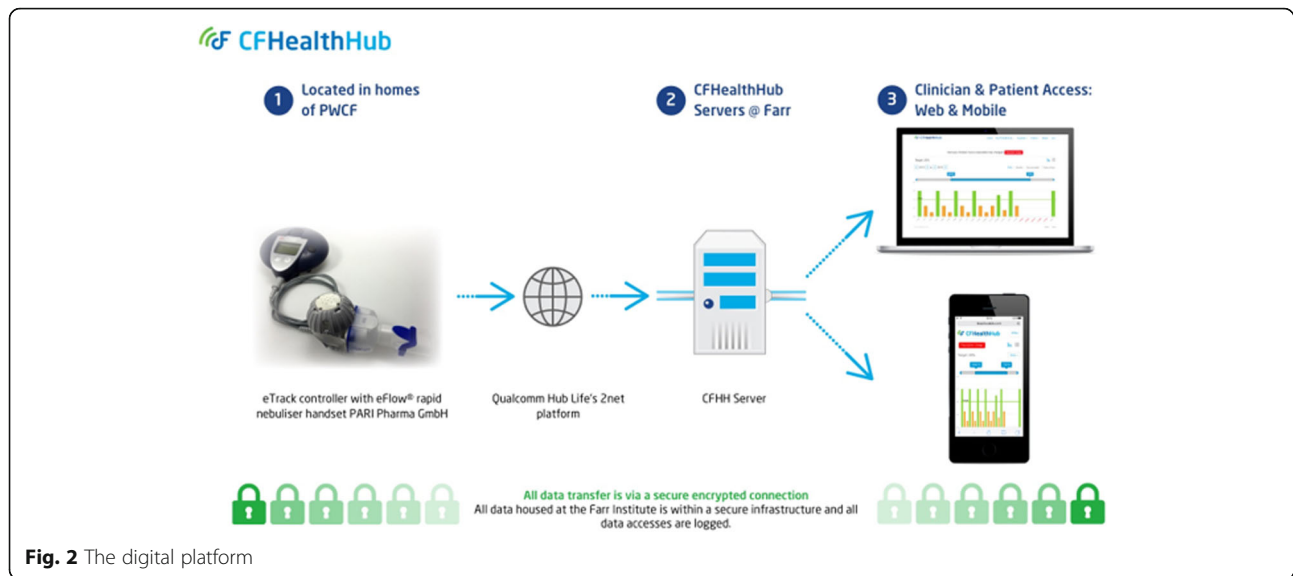 CFHealthHub
1 Located in homes
of PWCF
2 CFHealthHub
Servers @ Farr
3 Clinician & Patient Access:
Web & Mobile
CFHealthHub
eTrack controller with eFlow® rapid
nebuliser handset PARI Pharma GmbH
Qualcomm Hub Life's 2net
platform
CFHH Server
All data transfer is via a secure encrypted connection
All data housed at the Farr Institute is within a secure infrastructure and all
data accesses are logged.
Fig. 2 The digital platform